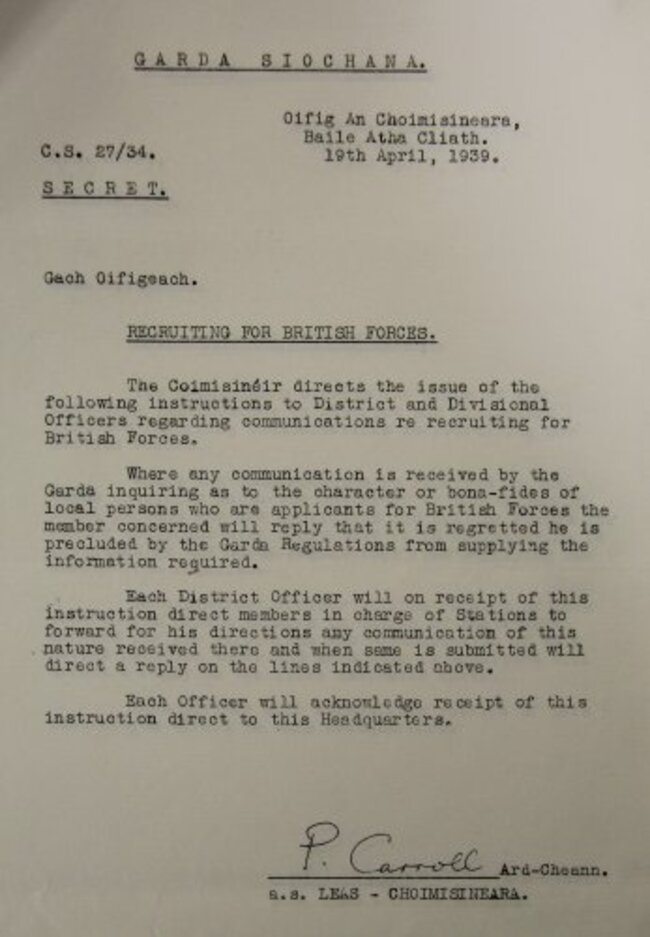 GARDA SIOCHANA.
Oifig An Choimisineara,
Baile Atha Cliath.
C.S. 27/34.
19th April, 1939.
SECRET.
Gach Oifigeach.
RECRUITING FOR BRITISH FORCES.
The Coimisinéir directs the issue of the
following instructions to District and Divisional
Officers regarding communications re recruiting for
British Forces.
Where any communication is received by the
Garda inquiring as to the character or bona-fides of
local persons who are applicants for British Forces the
member concerned will reply that it is regretted he is
precluded by the Garda Regulations from supplying the
information required.
Each District Officer will on receipt of this
instruction direct members in charge of Stations to
forward for his directions any communication of this
nature received there and when same is submitted will
direct a reply on the lines indicated above.
Each Officer will acknowledge receipt of this
instruction direct to this Headquarters.
P. Carroll Ard-Cheann.
a.s. LEAS - CHOIMISINEARA.